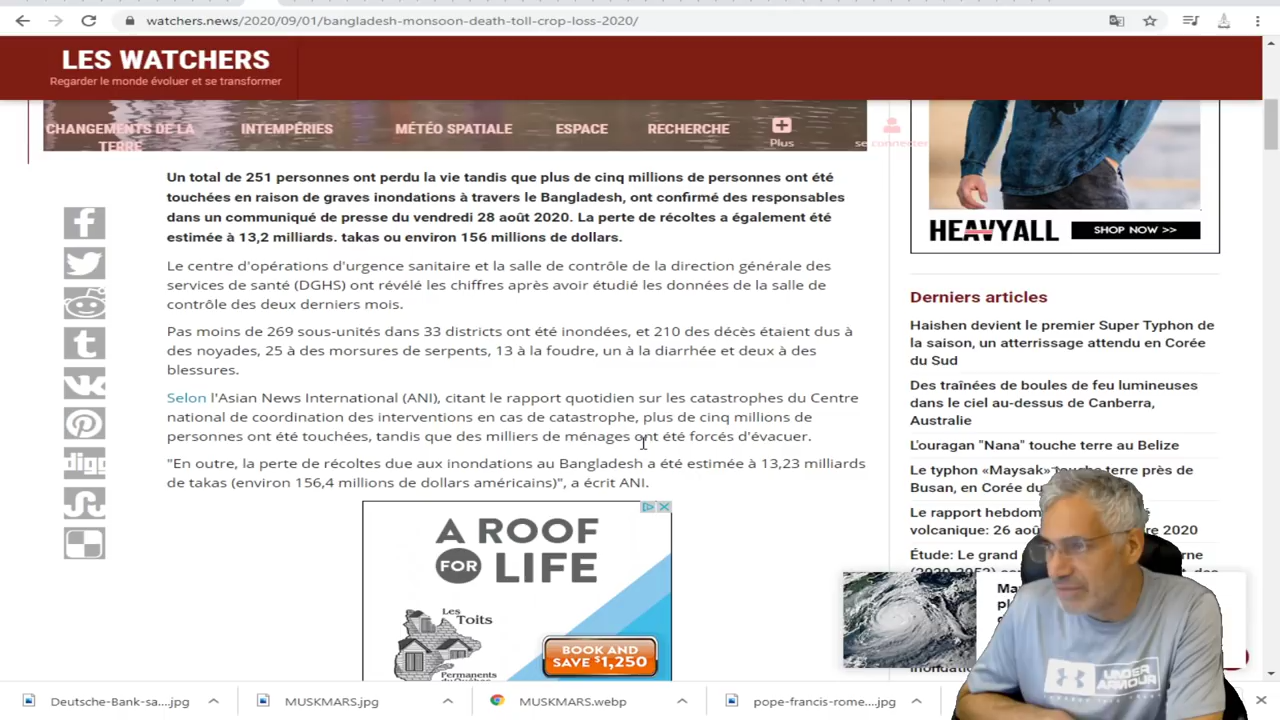 watchers.news/2020/09/01/bangladesh-monsoon-death-toll-crop-loss-2020/
LES WATCHERS
Regarder le monde évoluer et se transformer
CHANGEMENTS DE LA
TERRE
INTEMPÉRIES
MÉTÉO SPATIALE
ESPACE
RECHERCHE
Plus
se connecter
Un total de 251 personnes ont perdu la vie tandis que plus de cinq millions de personnes ont été
touchées en raison de graves inondations à travers le Bangladesh, ont confirmé des responsables
dans un communiqué de presse du vendredi 28 août 2020. La perte de récoltes a également été
estimée à 13,2 milliards. takas ou environ 156 millions de dollars.
Le centre d'opérations d'urgence sanitaire et la salle de contrôle de la direction générale des
services de santé (DGHS) ont révélé les chiffres après avoir étudié les données de la salle de
contrôle des deux derniers mois.
Pas moins de 269 sous-unités dans 33 districts ont été inondées, et 210 des décès étaient dus à
des noyades, 25 à des morsures de serpents, 13 à la foudre, un à la diarrhée et deux à des
blessures.
Selon l'Asian News International (ANI), citant le rapport quotidien sur les catastrophes du Centre
national de coordination des interventions en cas de catastrophe, plus de cinq millions de
personnes ont été touchées, tandis que des milliers de ménages ont été forcés d'évacuer.
"En outre, la perte de récoltes due aux inondations au Bangladesh a été estimée à 13,23 milliards
de takas (environ 156,4 millions de dollars américains)", a écrit ANI.
A ROOF
FOR LIFE
Les
Toits
Permanents
du Québec
BOOK AND
SAVE $1,250
HEAVYALL
SHOP NOW >>
Derniers articles
Haishen devient le premier Super Typhon de
la saison, un atterrissage attendu en Corée
du Sud
Des traînées de boules de feu lumineuses
dans le ciel au-dessus de Canberra,
Australie
L'ouragan "Nana" touche terre au Belize
Le typhon «Maysak» touche terre près de
Busan, en Corée du
Le rapport hebdom
volcanique: 26 aoû re 2020
Étude: Le grand
digg
UNDER
ARMOUR
Deutsche-Bank-sa....jpg
MUSKMARS.jpg
MUSKMARS.webp
pope-francis-rome....jpg